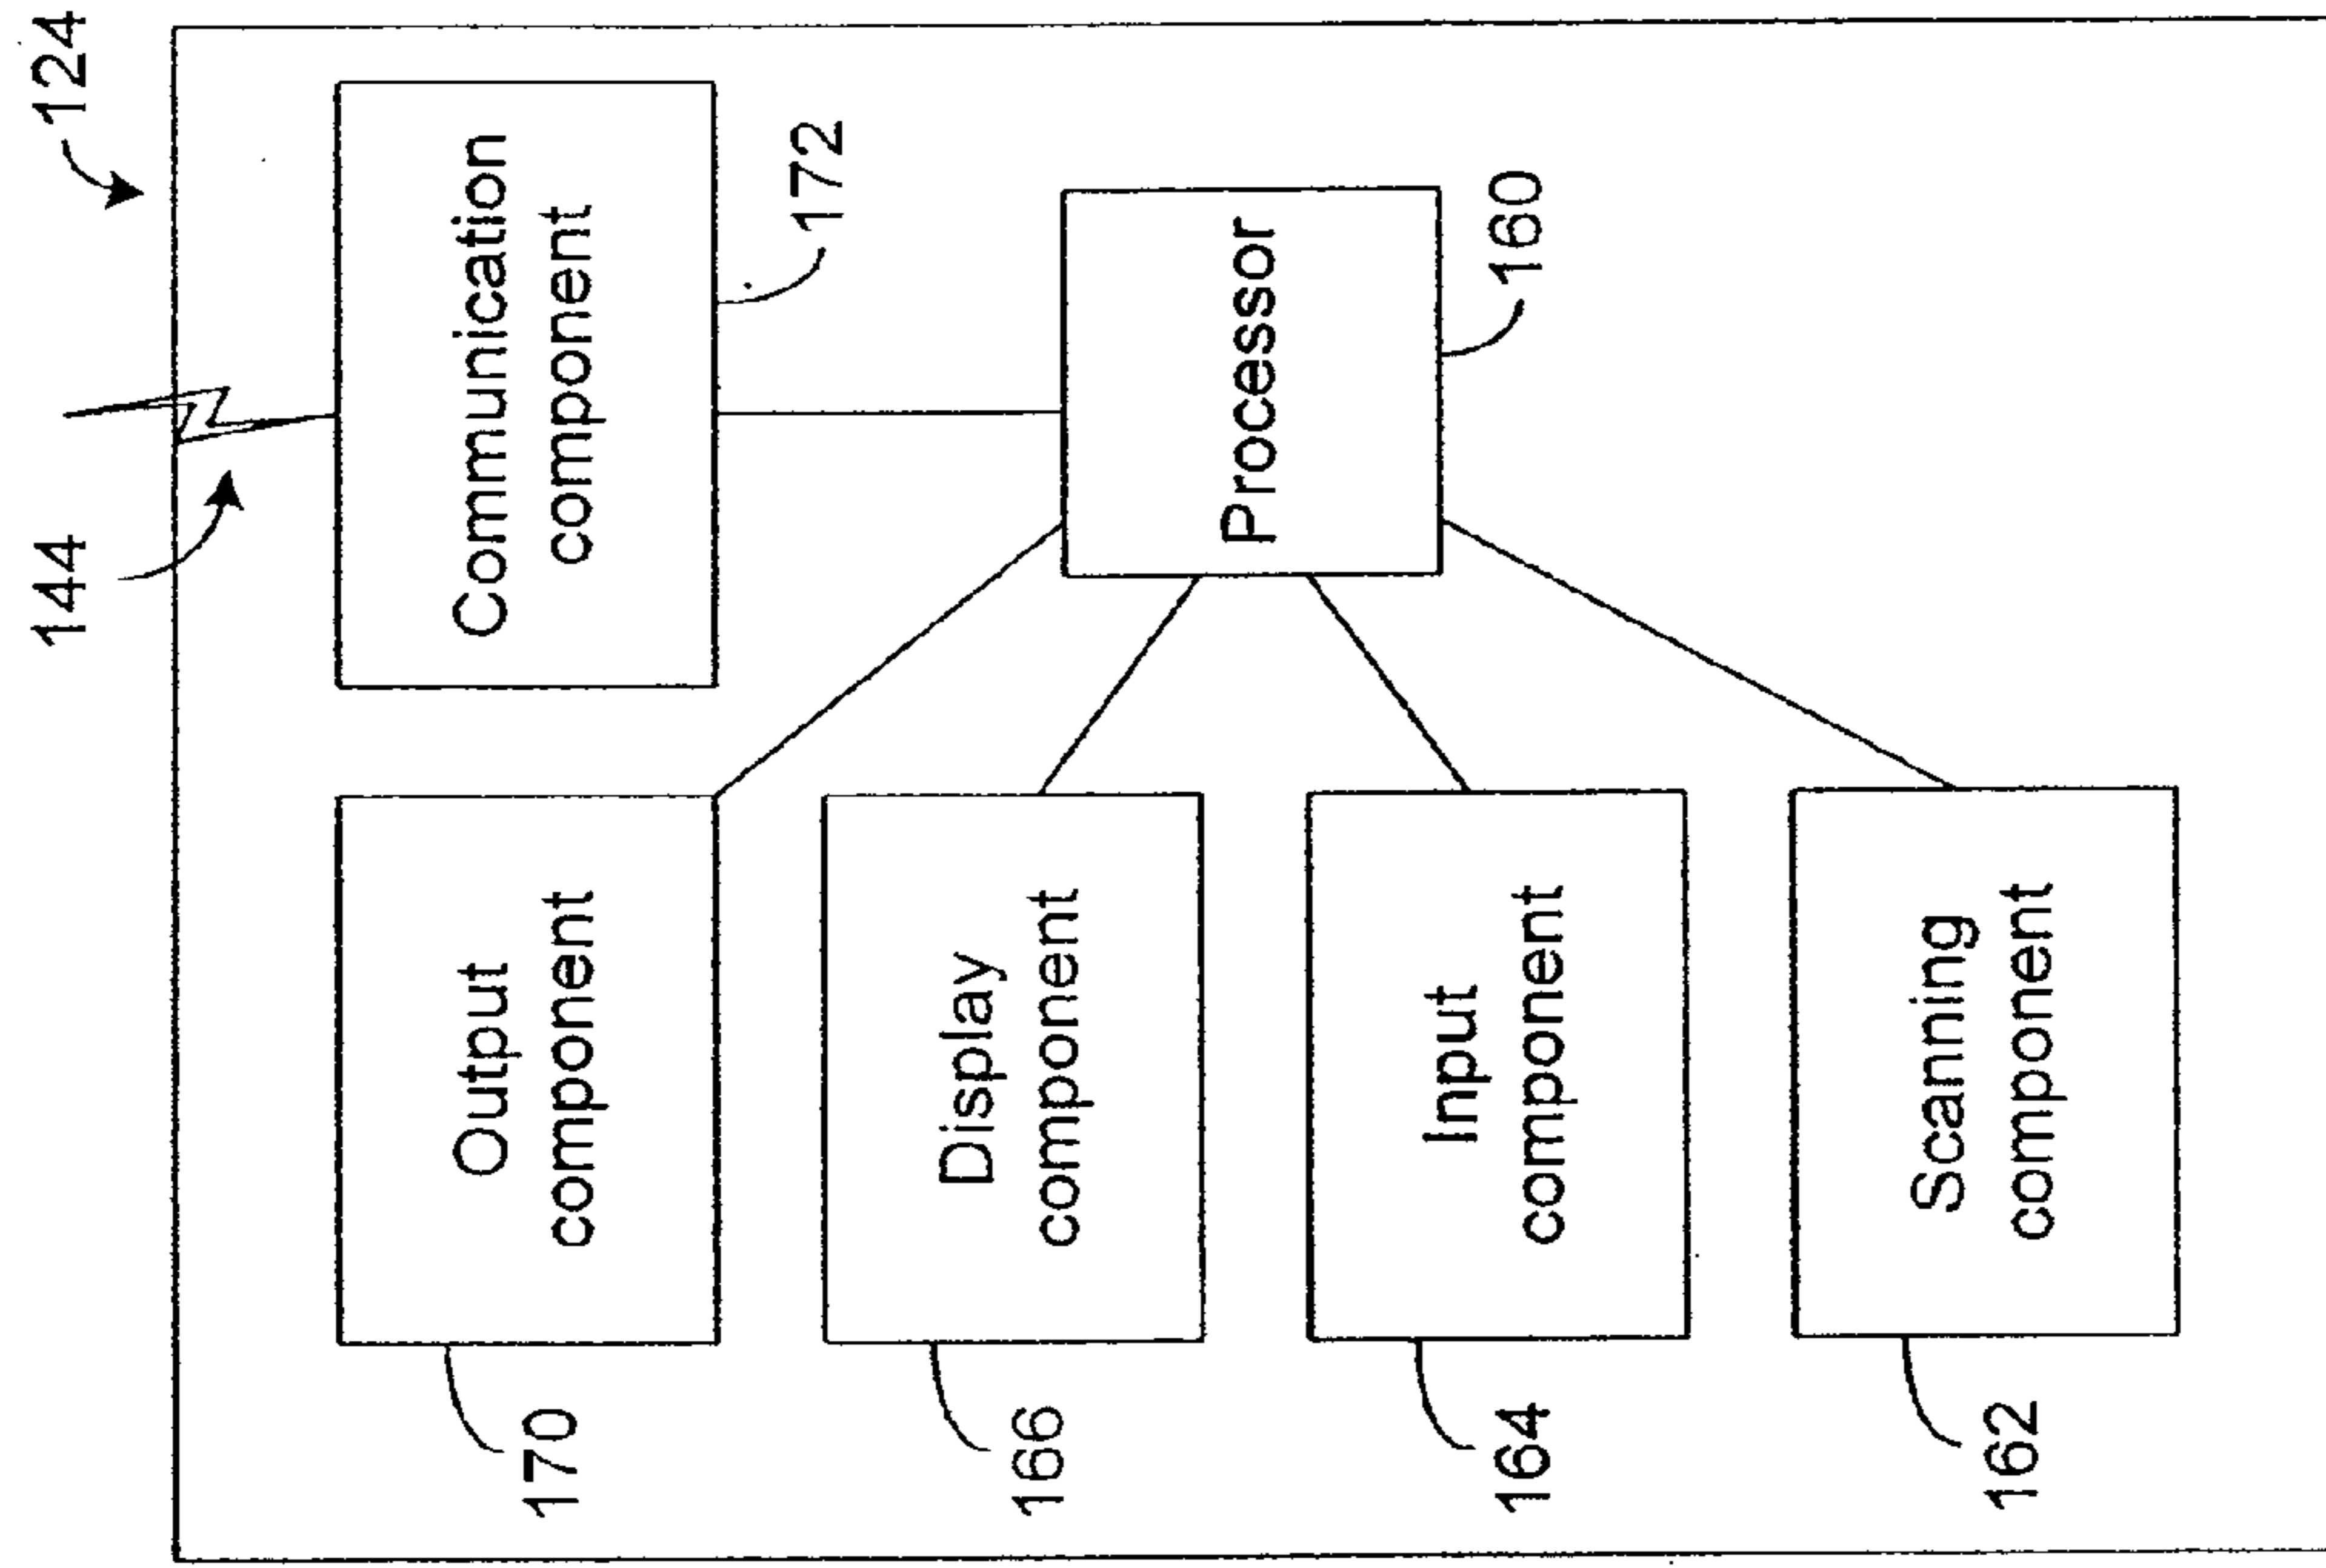 124
144
Communication
component
172
Processor
160
Output
component
170
Display
component
166
Input
component
164
Scanning
component
162